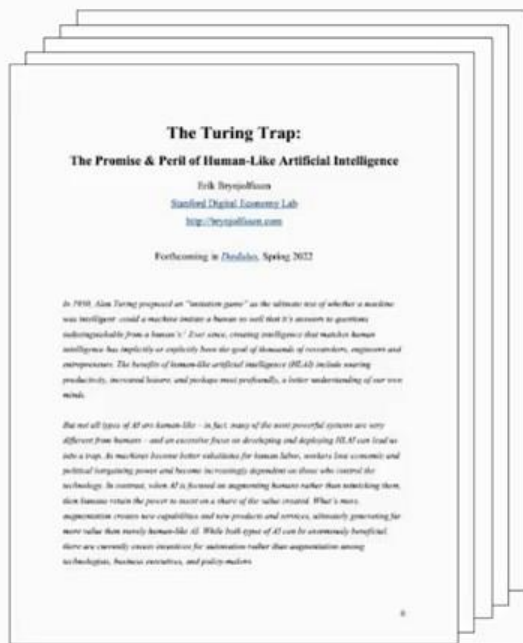 The Turing Trap:
The Promise & Peril of Human-Like Artificial Intelligence
Erik Brynjolfsson
Stanford Digital Economy Lab
http://brynjolfsson.com
Forthcoming in Daedalus, Spring 2022
In 1950, Alan Turing proposed an "imitation game" as the ultimate test of whether a machine
was intelligent: could a machine imitate a human so well that it's answers to questions
indistinguishable from a human's. Ever since, creating intelligence that matches human
intelligence has implicitly or explicitly been the goal of thousands of researchers, engineers and
entrepreneurs. The benefits of human-like artificial intelligence (HLAI) include soaring
productivity, increased leisure, and perhaps most profoundly, a better understanding of our own
minds.
But not all types of AI are human-like – in fact, many of the most powerful systems are very
different from humans – and an excessive focus on developing and deploying HLAI can lead us
into a trap. As machines become better substitutes for human labor, workers lose economic and
political bargaining power and become increasingly dependent on those who control the
technology. In contrast, when AI is focused on augmenting humans rather than mimicking them,
then humans retain the power to insist on a share of the value created. What's more,
augmentation creates new capabilities and new products and services, ultimately generating far
more value than merely human-like AI. While both types of AI can be enormously beneficial,
there are currently excess incentives for automation rather than augmentation among
technologists, business executives, and policy-makers